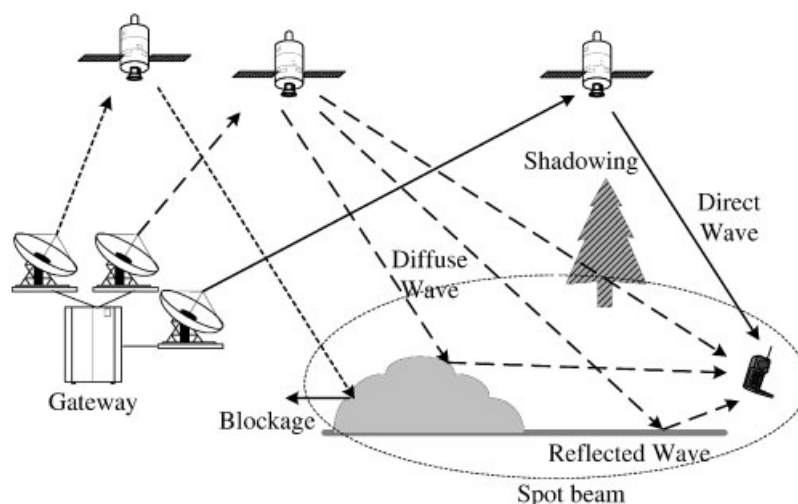 Shadowing
Direct
Wave
Diffuse
Wave
Gateway
Blockage
Reflected Wave
Spot beam